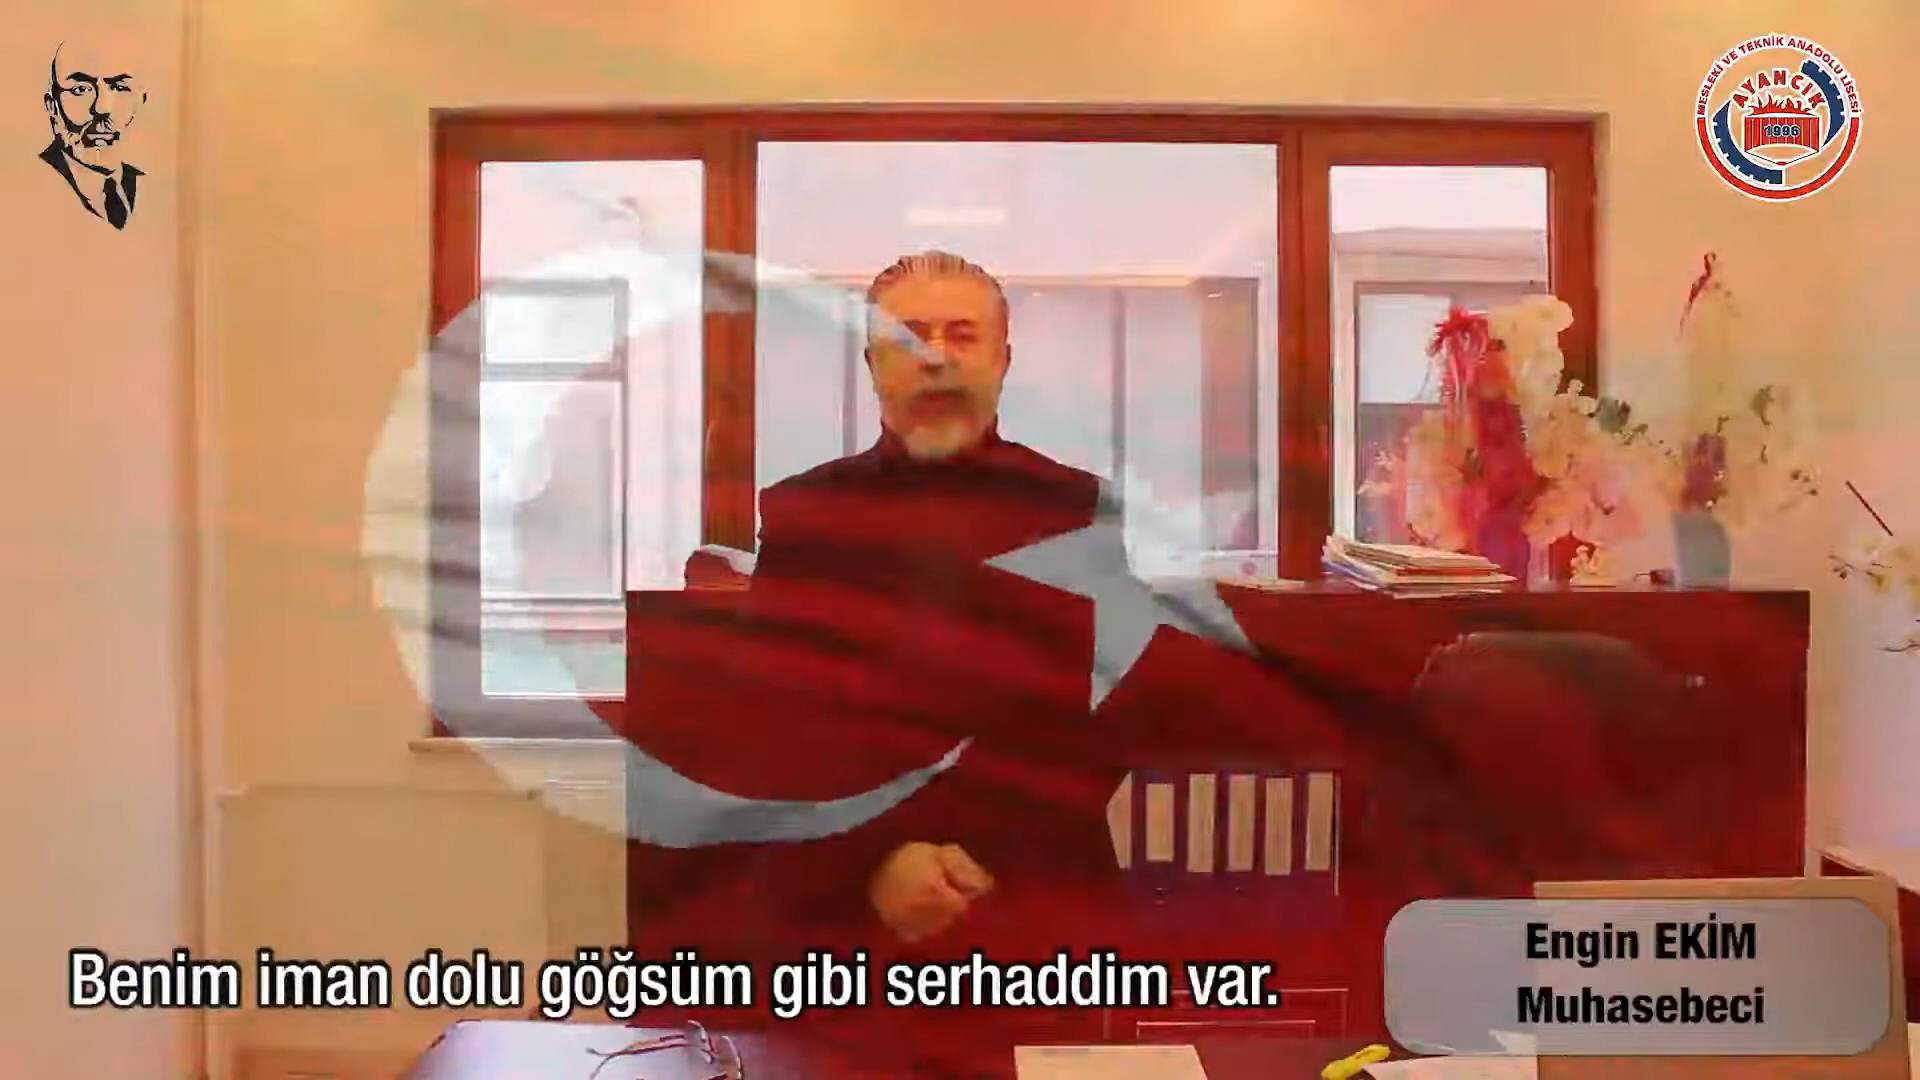 MESLEKİ VE TEKNİK ANADOLU LİSESİ
AYANCIK
1996
Benim iman dolu göğsüm gibi serhaddim var.
Engin EKİM
Muhasebeci